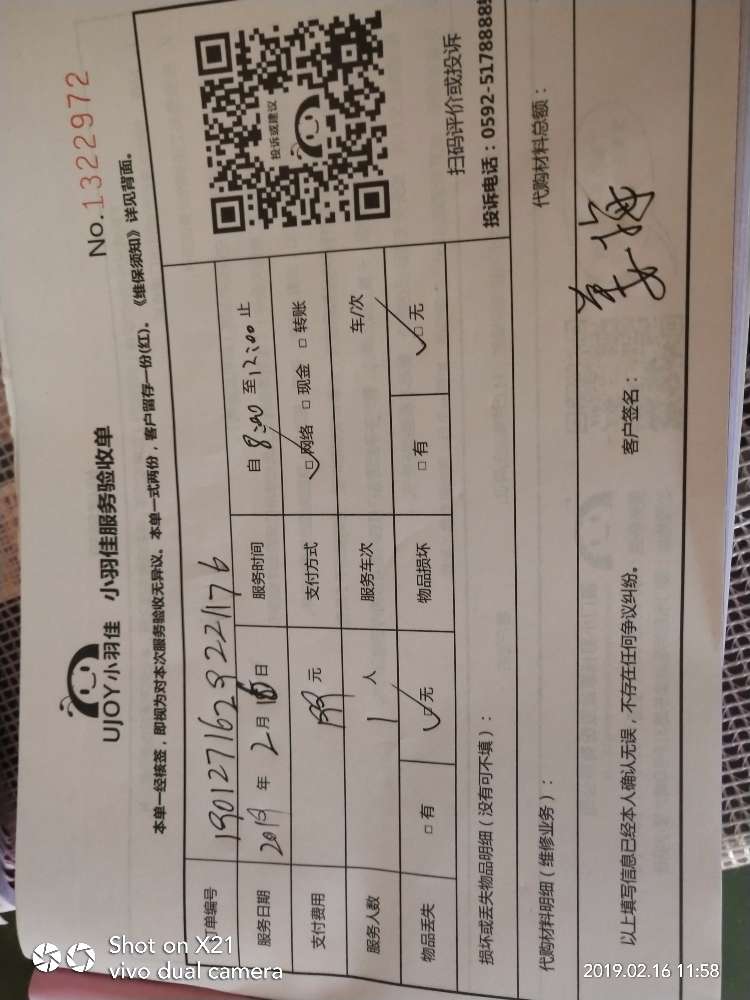 No.1322972
UJOY小羽佳 小羽佳服务验收单
本单一经核签，即视为对本次服务验收无异议。本单一式两份，客户留存一份(红)。《维保须知》详见背面。
订单编号 1901271629221176
服务日期 2019 年 2 月 16 日 服务时间 自 8:00 至 12:00 止
支付费用 元 支付方式 □网络 □现金 □转账
服务人数 1 人 服务车次 车/次
物品丢失 □有 □无 物品损坏 □有 □无
投诉或建议
扫码评价或投诉
投诉电话：0592-5178888
损坏或丢失物品明细（没有可不填）：
代购材料明细（维修业务）： 代购材料总额：
以上填写信息已经本人确认无误，不存在任何争议纠纷。 客户签名：
Shot on X21
vivo dual camera
2019.02.16 11:58